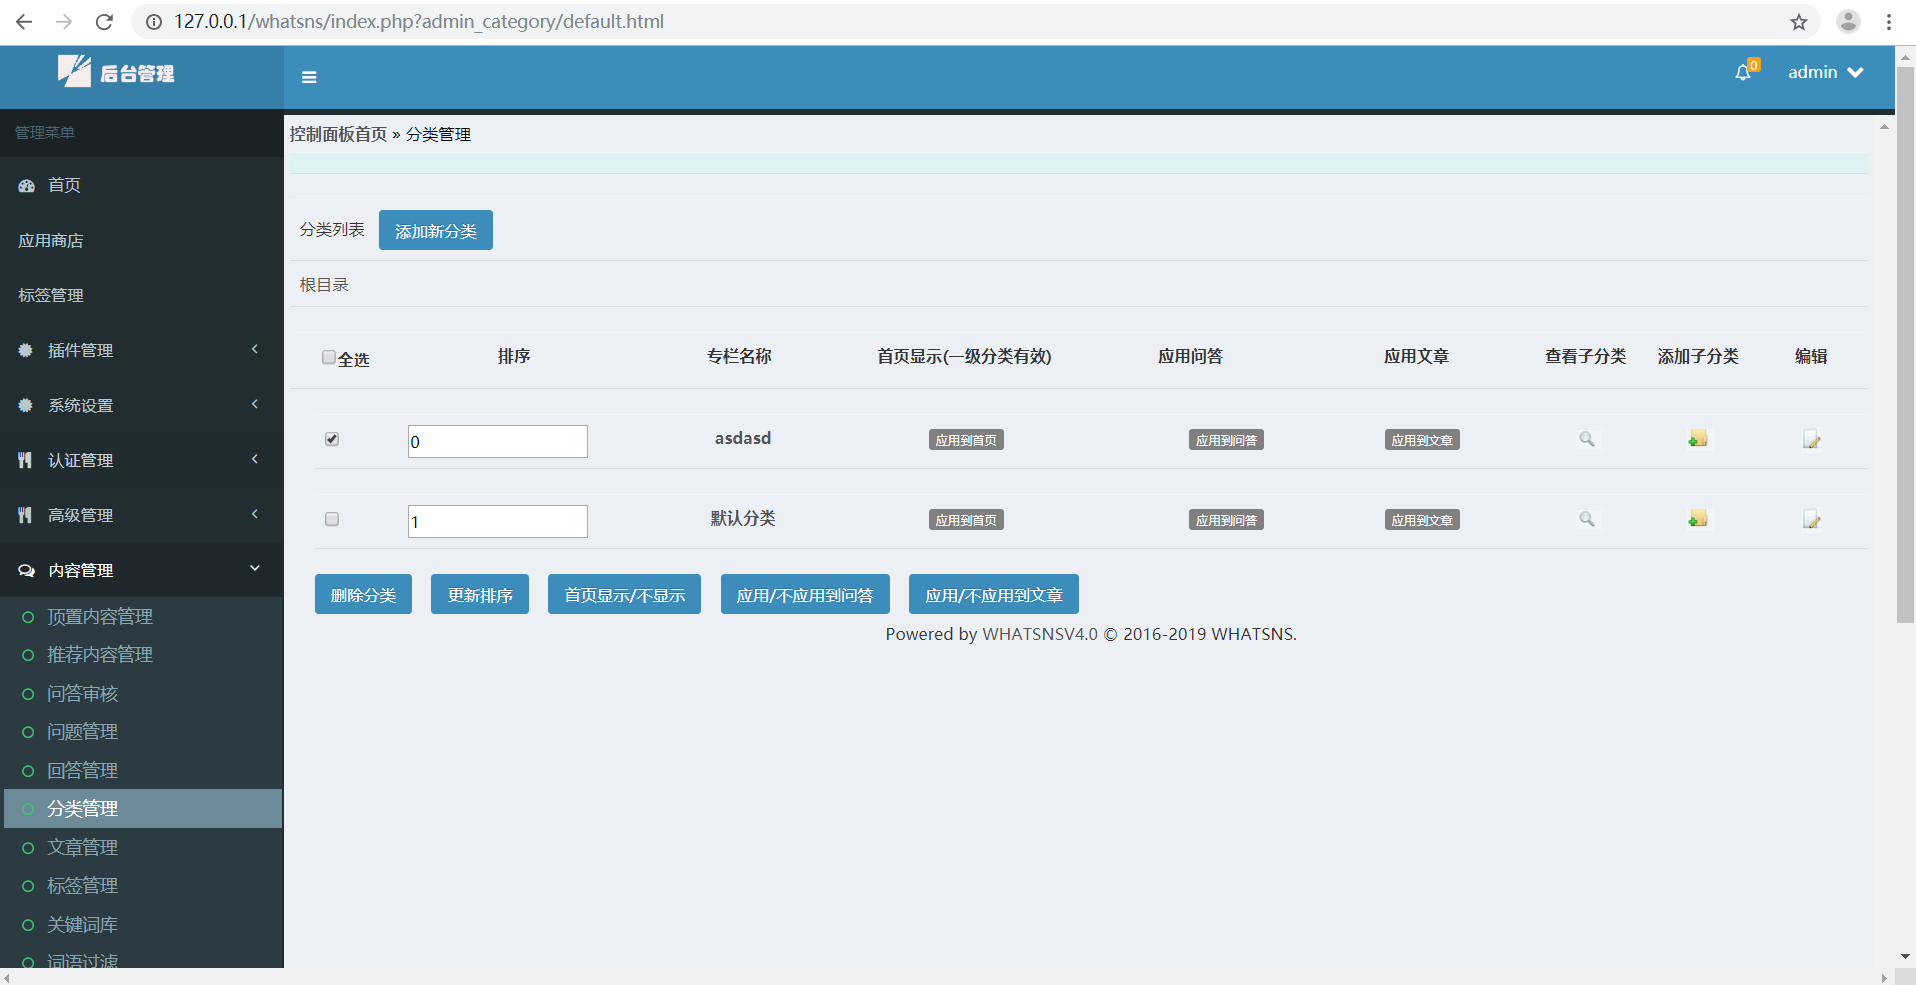 127.0.0.1/whatsns/index.php?admin_category/default.html
后台管理
0
admin
管理菜单
首页
应用商店
标签管理
插件管理
系统设置
认证管理
高级管理
内容管理
顶置内容管理
推荐内容管理
问答审核
问题管理
回答管理
分类管理
文章管理
标签管理
关键词库
词语过滤
控制面板首页 » 分类管理
分类列表 添加新分类
根目录
全选 排序 专栏名称 首页显示(一级分类有效) 应用问答 应用文章 查看子分类 添加子分类 编辑
0 asdasd 应用到首页 应用到问答 应用到文章
1 默认分类 应用到首页 应用到问答 应用到文章
删除分类 更新排序 首页显示/不显示 应用/不应用到问答 应用/不应用到文章
Powered by WHATSNSV4.0 © 2016-2019 WHATSNS.